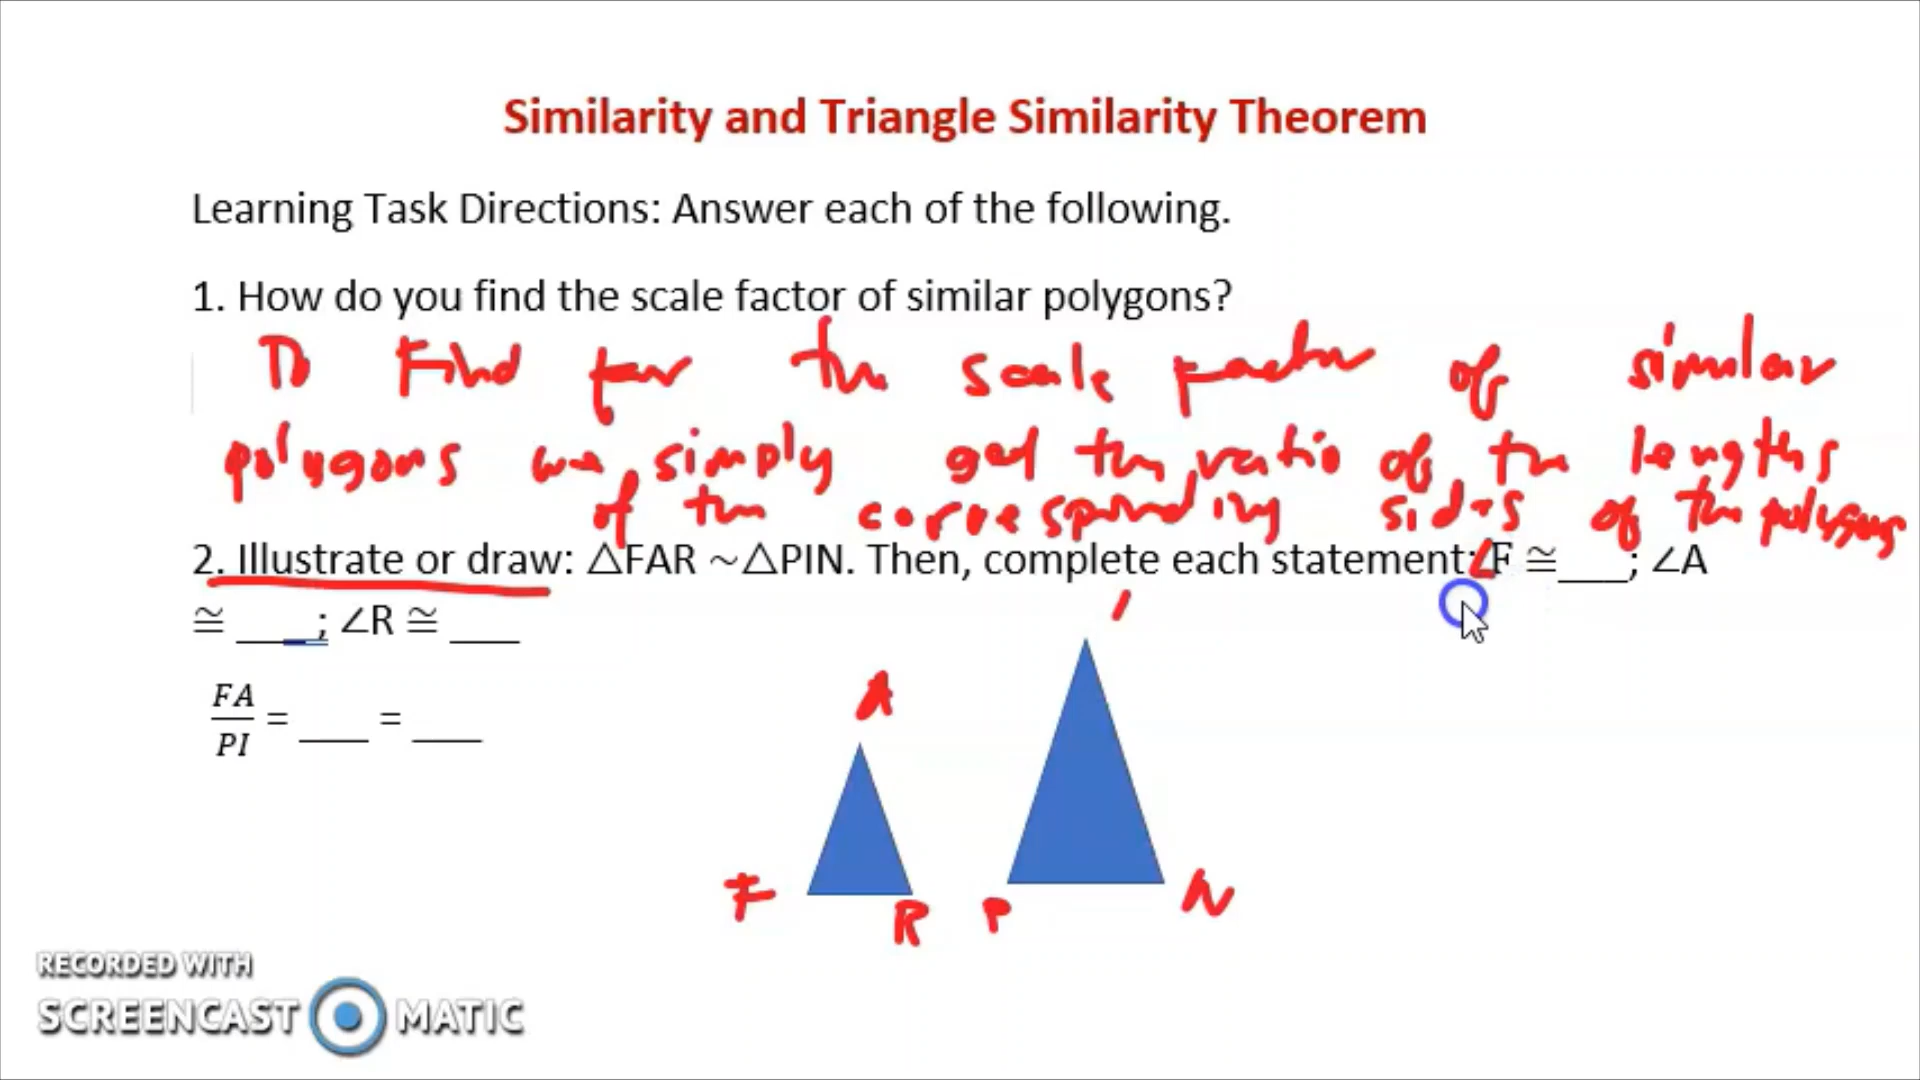 Similarity and Triangle Similarity Theorem
Learning Task Directions: Answer each of the following.
1. How do you find the scale factor of similar polygons?
To Find for the scale factor of similar
polygons we simply get the ratio of the lengths
of the corresponding sides of the polygons
2. Illustrate or draw: △FAR ~△PIN. Then, complete each statement:∠F ≅___; ∠A
≅ ___; ∠R ≅ ___
FA/PI = ___ = ___
I
A
F
R
P
N
RECORDED WITH
SCREENCAST MATIC